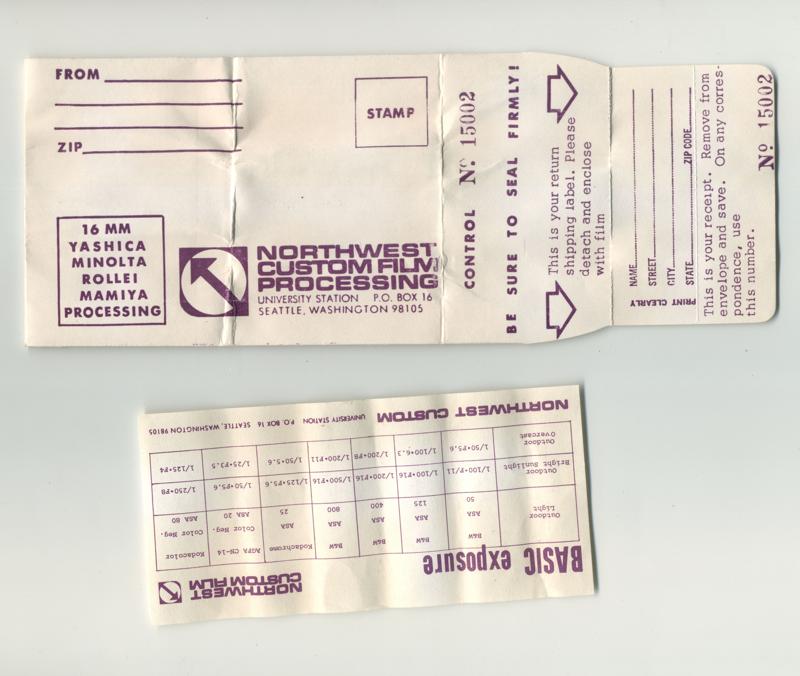 FROM
ZIP
STAMP
16 MM
YASHICA
MINOLTA
ROLLEI
MAMIYA
PROCESSING
NORTHWEST
CUSTOM FILM
PROCESSING
UNIVERSITY STATION P.O. BOX 16
SEATTLE, WASHINGTON 98105
CONTROL Nº 15002
BE SURE TO SEAL FIRMLY!
This is your return
shipping label. Please
detach and enclose
with film
PRINT CLEARLY
NAME
STREET
CITY
STATE ZIP CODE
This is your receipt. Remove from
envelope and save. On any corres-
pondence, use
this number.
Nº 15002
BASIC exposure
NORTHWEST
CUSTOM FILM
Outdoor Light B&W ASA 50 B&W ASA 125 B&W ASA 400 B&W ASA 800 Kodachrome ASA 25 AGFA CN-14 Color Neg. ASA 20 Kodacolor Color Neg. ASA 80
Outdoor Bright Sunlight 1/100•F/11 1/100•F16 1/200•F16 1/500•F16 1/125•F5.6 1/50•F5.6 1/250•F8
Outdoor Overcast 1/50•F5.6 1/100•6.3 1/200•F8 1/200•F11 1/50•5.6 1/25•F3.5 1/125•F4
NORTHWEST CUSTOM UNIVERSITY STATION P.O. BOX 16 SEATTLE, WASHINGTON 98105